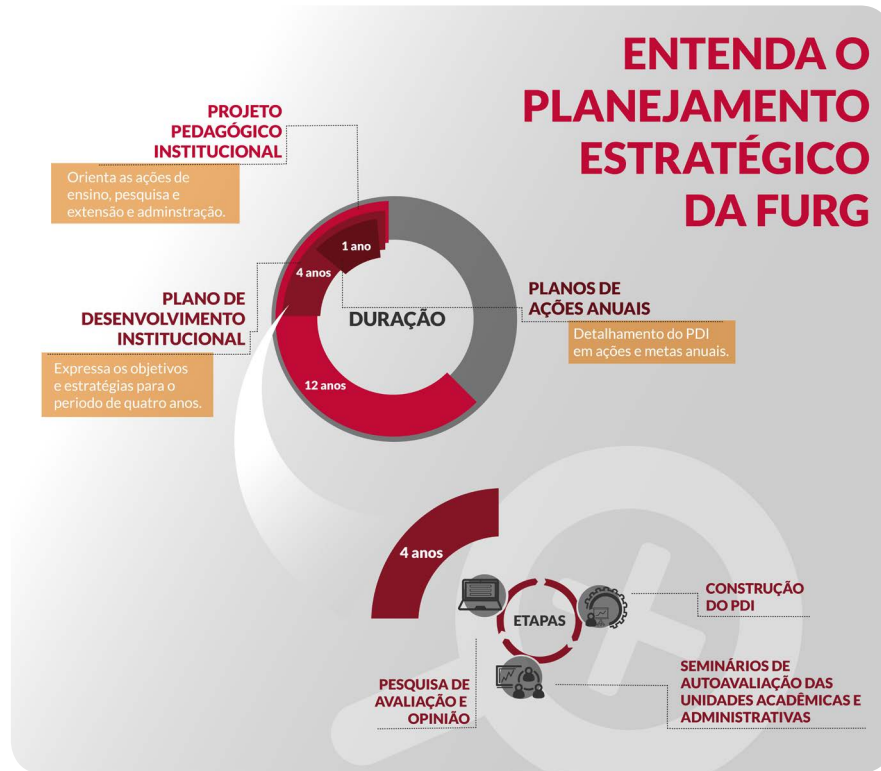 ENTENDA O
PLANEJAMENTO
ESTRATÉGICO
DA FURG
PROJETO
PEDAGÓGICO
INSTITUCIONAL
Orienta as ações de
ensino, pesquisa e
extensão e adminstração.
1 ano
4 anos
12 anos
DURAÇÃO
PLANO DE
DESENVOLVIMENTO
INSTITUCIONAL
Expressa os objetivos
e estratégias para o
periodo de quatro anos.
PLANOS DE
AÇÕES ANUAIS
Detalhamento do PDI
em ações e metas anuais.
4 anos
ETAPAS
CONSTRUÇÃO
DO PDI
PESQUISA DE
AVALIAÇÃO E
OPINIÃO
SEMINÁRIOS DE
AUTOAVALIAÇÃO DAS
UNIDADES ACADÊMICAS E
ADMINISTRATIVAS